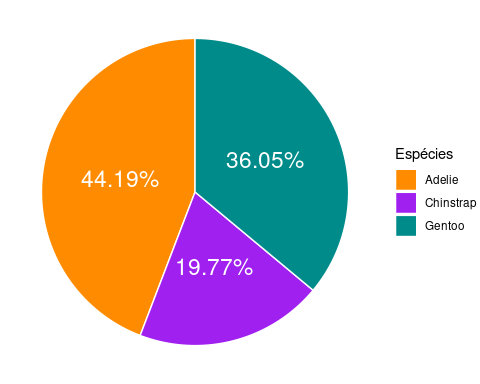 44.19%
36.05%
19.77%
Espécies
Adelie
Chinstrap
Gentoo